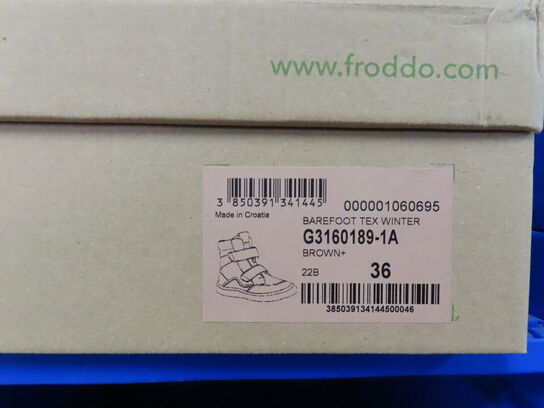 www.froddo.com
3 850391 341445
000001060695
Made in Croatia
BAREFOOT TEX WINTER
G3160189-1A
BROWN+
22B
36
385039134144500046